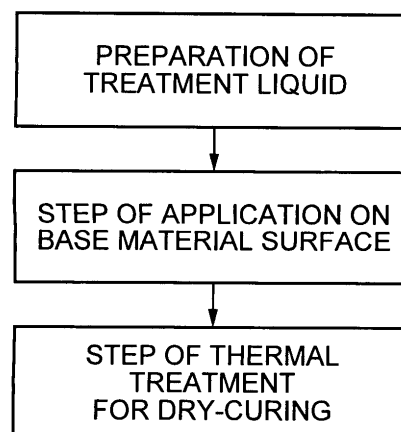 PREPARATION OF
TREATMENT LIQUID
STEP OF APPLICATION ON
BASE MATERIAL SURFACE
STEP OF THERMAL
TREATMENT
FOR DRY-CURING